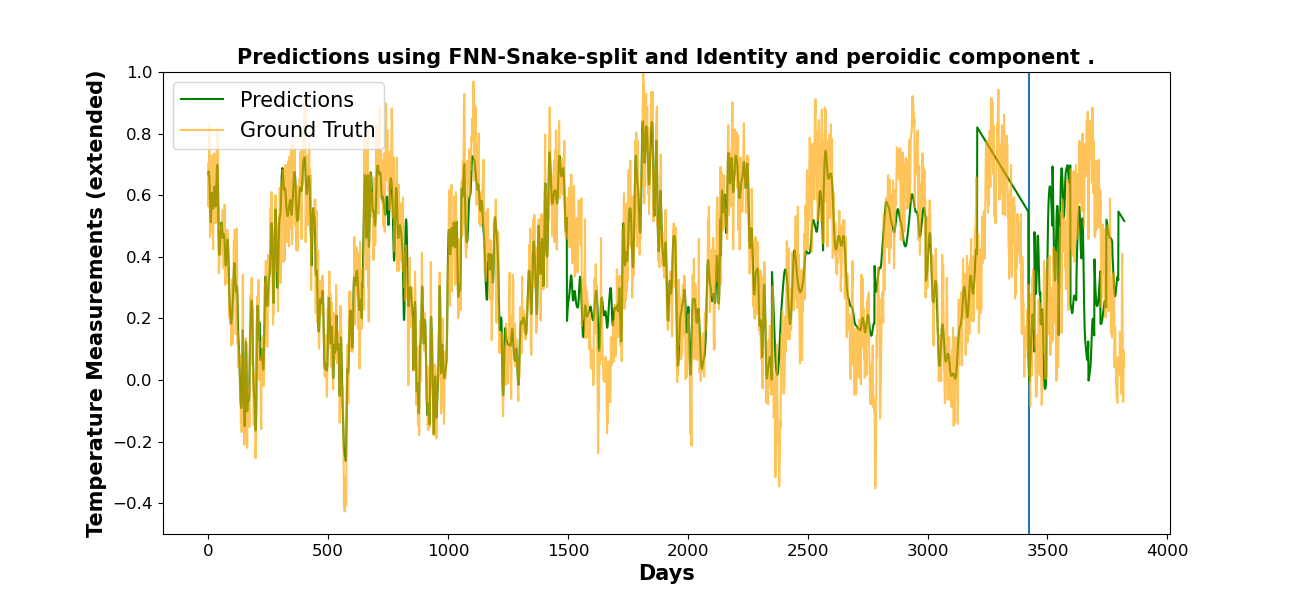 Predictions using FNN-Snake-split and Identity and peroidic component .
Temperature Measurements (extended)
1.0
0.8
0.6
0.4
0.2
0.0
−0.2
−0.4
Predictions
Ground Truth
0 500 1000 1500 2000 2500 3000 3500 4000
Days